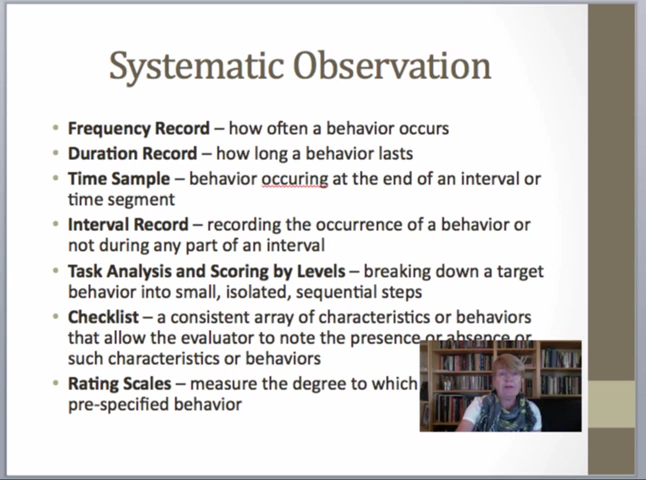 Systematic Observation
• Frequency Record – how often a behavior occurs
• Duration Record – how long a behavior lasts
• Time Sample – behavior occuring at the end of an interval or
time segment
• Interval Record – recording the occurrence of a behavior or
not during any part of an interval
• Task Analysis and Scoring by Levels – breaking down a target
behavior into small, isolated, sequential steps
• Checklist – a consistent array of characteristics or behaviors
that allow the evaluator to note the presence or absence or
such characteristics or behaviors
• Rating Scales – measure the degree to which
pre-specified behavior